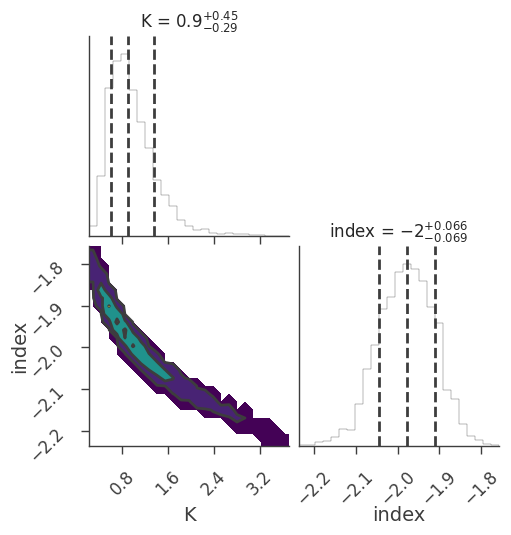 K = 0.9+0.45−0.29
index = −2+0.066−0.069
−1.8
−1.9
−2.0
−2.1
−2.2
index
0.8 1.6 2.4 3.2
K
−2.2 −2.1 −2.0 −1.9 −1.8
index